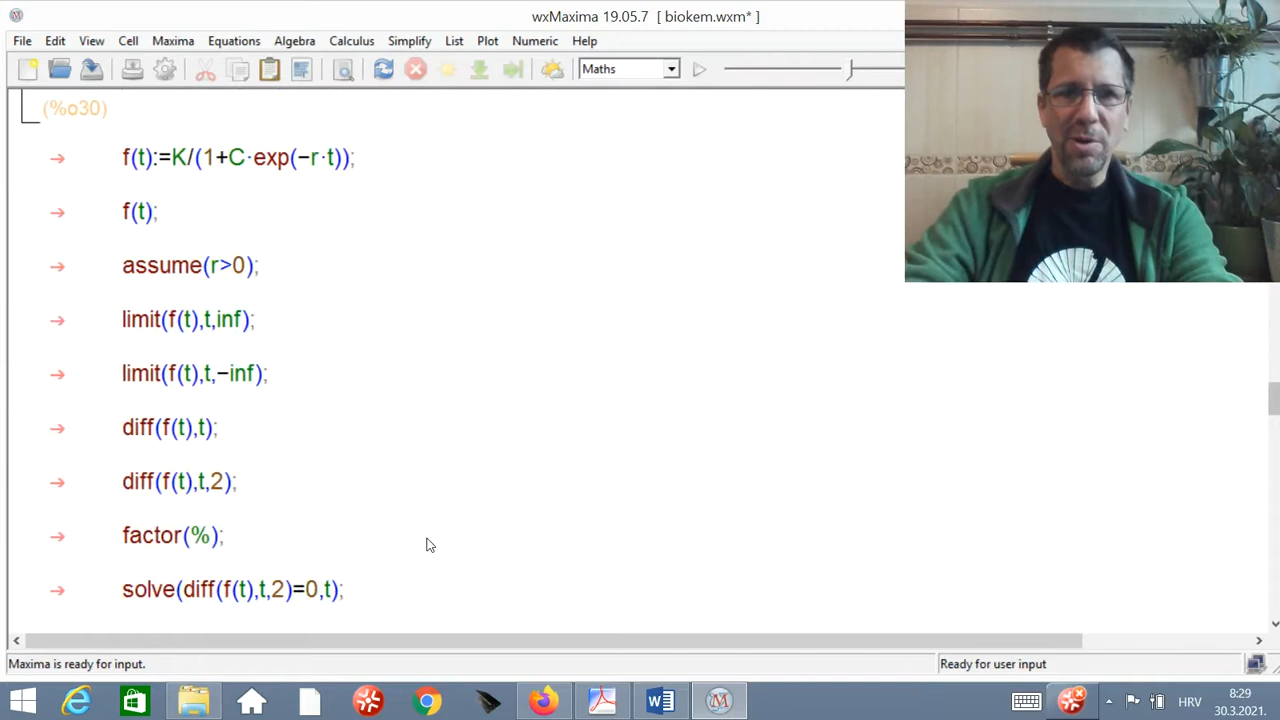 wxMaxima 19.05.7 [ biokem.wxm* ]
File Edit View Cell Maxima Equations Algebra Calculus Simplify List Plot Numeric Help
Maths
(%o30)
f(t):=K/(1+C·exp(−r·t));
f(t);
assume(r>0);
limit(f(t),t,inf);
limit(f(t),t,−inf);
diff(f(t),t);
diff(f(t),t,2);
factor(%);
solve(diff(f(t),t,2)=0,t);
Maxima is ready for input.
Ready for user input
HRV
8:29
30.3.2021.